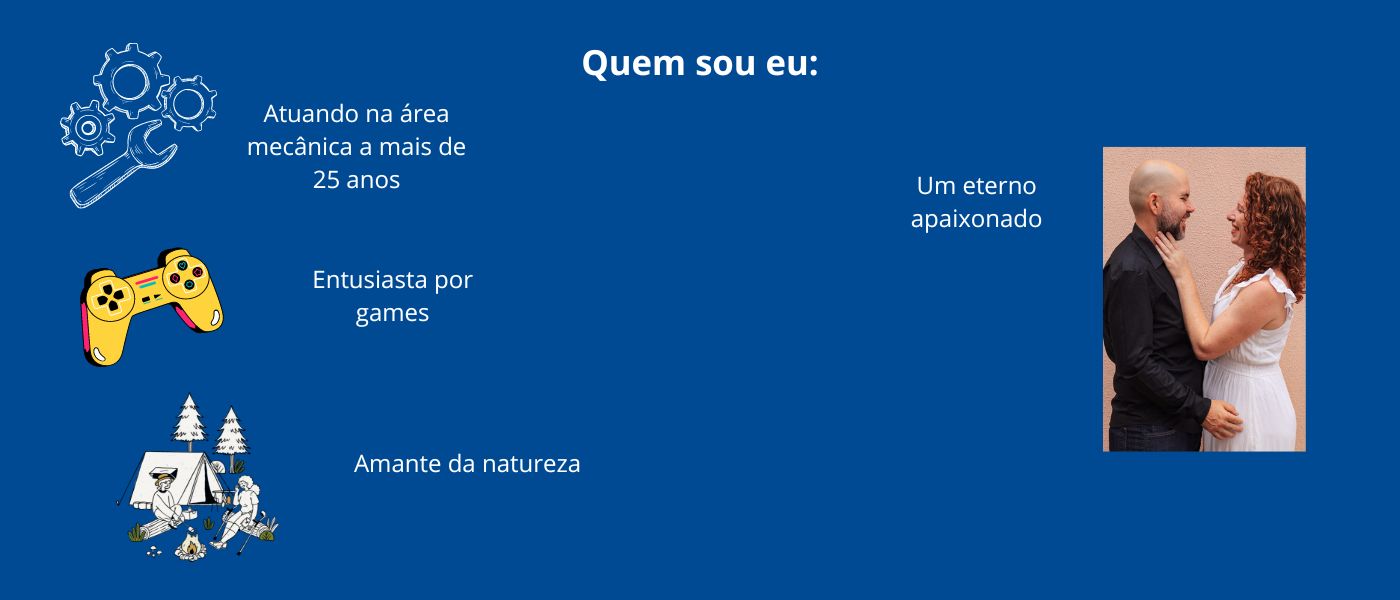 Quem sou eu:
Atuando na área
mecânica a mais de
25 anos
Entusiasta por
games
Amante da natureza
Um eterno
apaixonado